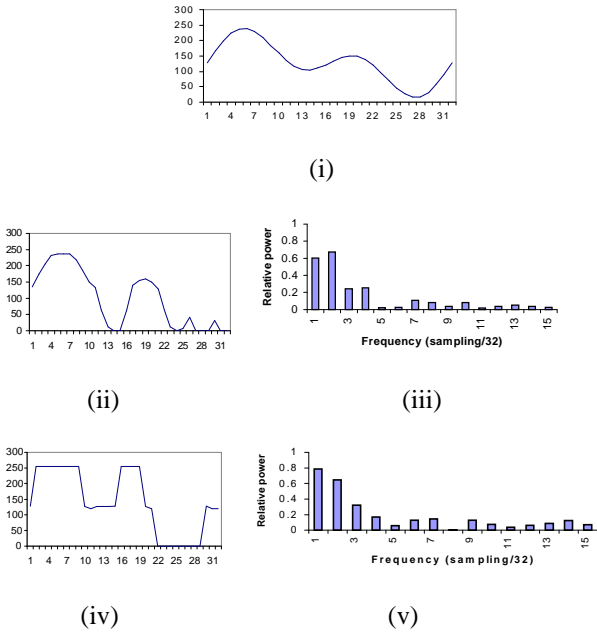 300
250
200
150
100
50
0
1 4 7 10 13 16 19 22 25 28 31
(i)
300
250
200
150
100
50
0
1 4 7 10 13 16 19 22 25 28 31
(ii)
Relative power
1
0.8
0.6
0.4
0.2
0
1 3 5 7 9 11 13 15
Frequency (sampling/32)
(iii)
300
250
200
150
100
50
0
1 4 7 10 13 16 19 22 25 28 31
(iv)
Relative power
1
0.8
0.6
0.4
0.2
0
1 3 5 7 9 11 13 15
Frequency (sampling/32)
(v)